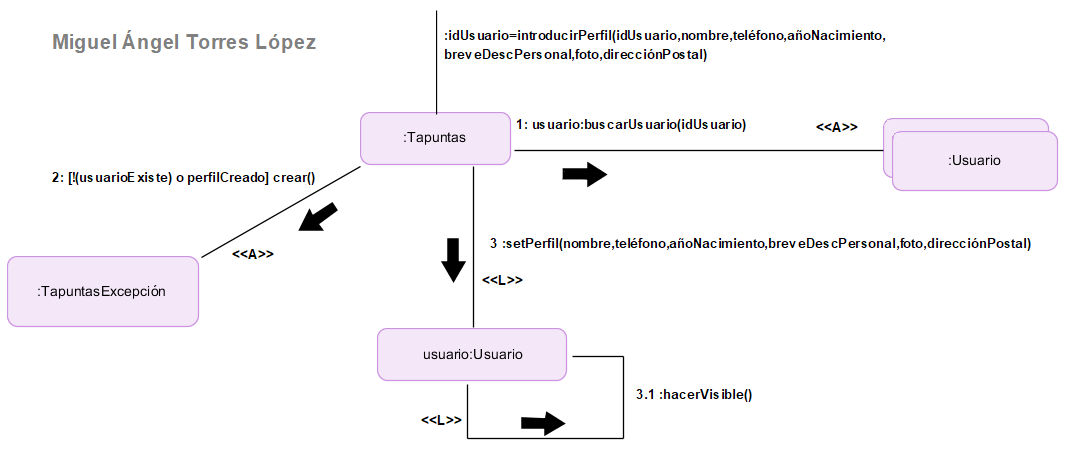 Miguel Ángel Torres López
:idUsuario=introducirPerfil(idUsuario,nombre,teléfono,añoNacimiento,
breveDescPersonal,foto,direcciónPostal)
:Tapuntas
1: usuario:buscarUsuario(idUsuario)
<<A>>
:Usuario
2: [!(usuarioExiste) o perfilCreado] crear()
<<A>>
:TapuntasExcepción
3 :setPerfil(nombre,teléfono,añoNacimiento,breveDescPersonal,foto,direcciónPostal)
<<L>>
usuario:Usuario
3.1 :hacerVisible()
<<L>>